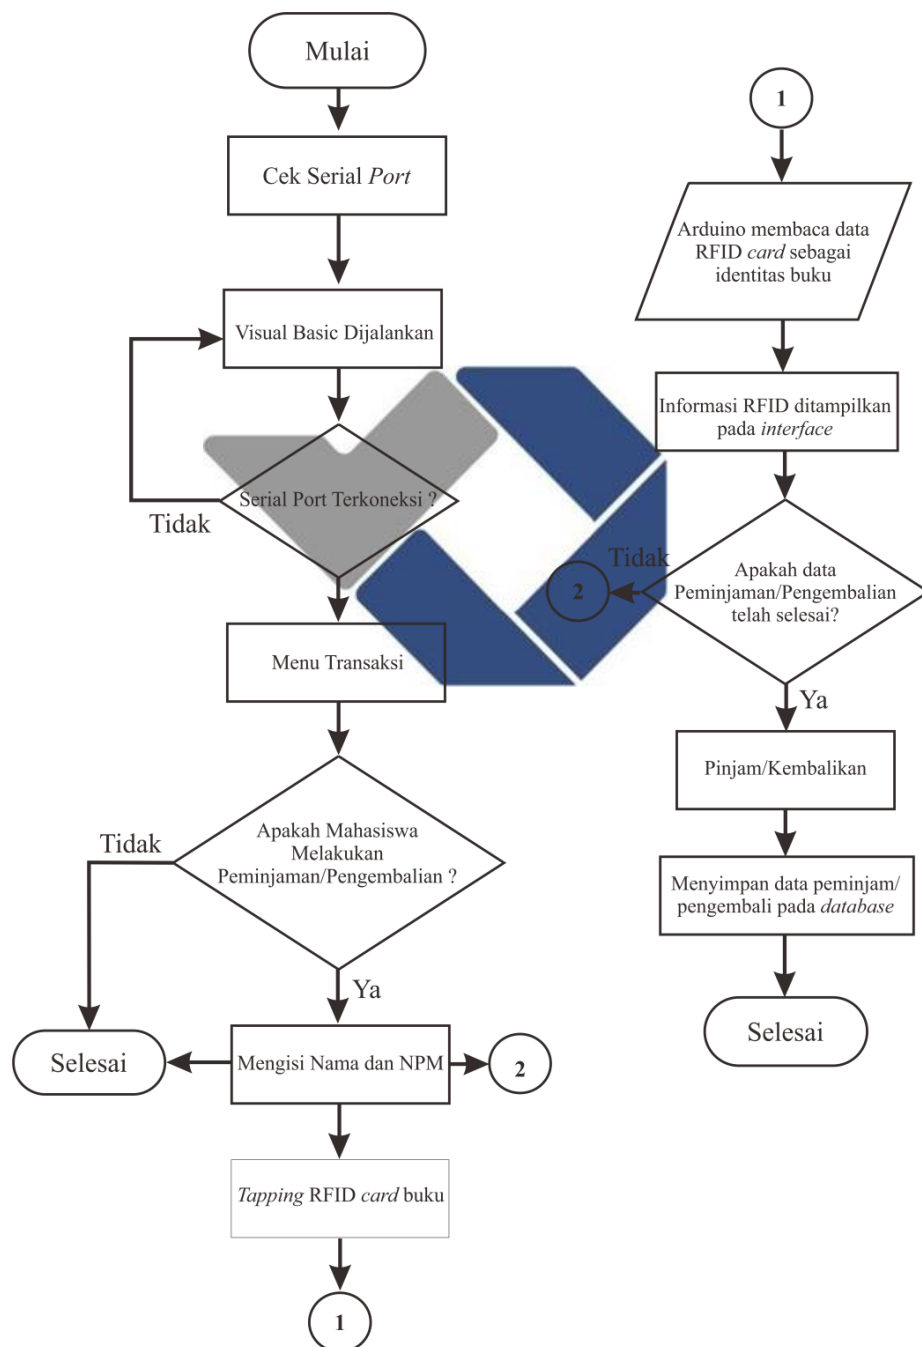 Mulai
Cek Serial Port
Visual Basic Dijalankan
Serial Port Terkoneksi ?
Tidak
Menu Transaksi
Apakah Mahasiswa
Melakukan
Peminjaman/Pengembalian ?
Tidak
Ya
Selesai
Mengisi Nama dan NPM
2
Tapping RFID card buku
1
1
Arduino membaca data
RFID card sebagai
identitas buku
Informasi RFID ditampilkan
pada interface
Tidak
2
Apakah data
Peminjaman/Pengembalian
telah selesai?
Ya
Pinjam/Kembalikan
Menyimpan data peminjam/
pengembali pada database
Selesai